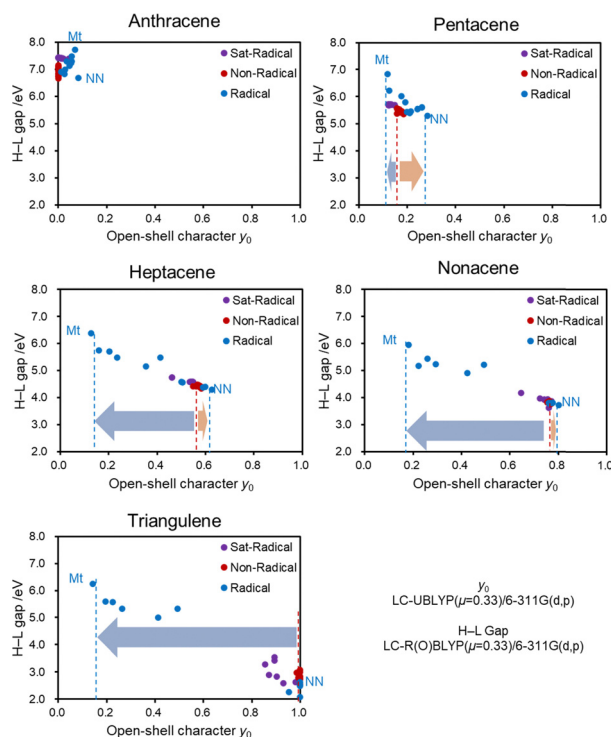 Anthracene
H–L gap /eV
8.0
7.0
6.0
5.0
4.0
3.0
2.0
Mt
NN
Sat-Radical
Non-Radical
Radical
0.0 0.2 0.4 0.6 0.8 1.0
Open-shell character y0
Pentacene
H–L gap /eV
8.0
7.0
6.0
5.0
4.0
3.0
2.0
Mt
NN
Sat-Radical
Non-Radical
Radical
0.0 0.2 0.4 0.6 0.8 1.0
Open-shell character y0
Heptacene
H–L gap /eV
8.0
7.0
6.0
5.0
4.0
3.0
2.0
Mt
NN
Sat-Radical
Non-Radical
Radical
0.0 0.2 0.4 0.6 0.8 1.0
Open-shell character y0
Nonacene
H–L gap /eV
8.0
7.0
6.0
5.0
4.0
3.0
2.0
Mt
NN
Sat-Radical
Non-Radical
Radical
0.0 0.2 0.4 0.6 0.8 1.0
Open-shell character y0
Triangulene
H–L gap /eV
8.0
7.0
6.0
5.0
4.0
3.0
2.0
Mt
NN
Sat-Radical
Non-Radical
Radical
0.0 0.2 0.4 0.6 0.8 1.0
Open-shell character y0
y0
LC-UBLYP(μ=0.33)/6-311G(d,p)
H–L Gap
LC-R(O)BLYP(μ=0.33)/6-311G(d,p)